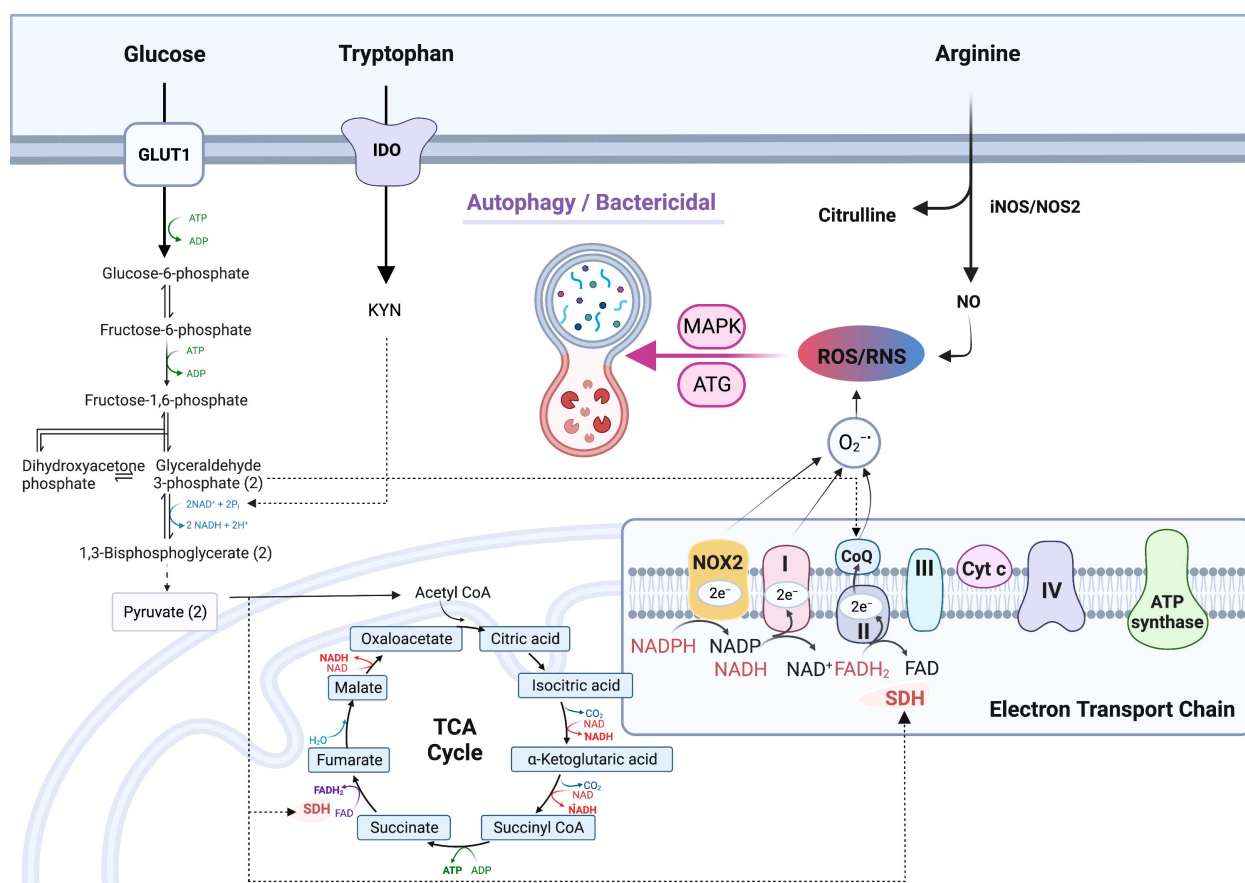 Glucose
Tryptophan
Arginine
GLUT1
IDO
Autophagy / Bactericidal
Citrulline
iNOS/NOS2
ATP
ADP
Glucose-6-phosphate
KYN
NO
Fructose-6-phosphate
ATP
ADP
MAPK
ROS/RNS
ATG
Fructose-1,6-phosphate
O₂⁻•
Dihydroxyacetone
phosphate
Glyceraldehyde
3-phosphate (2)
2NAD⁺ + 2Pᵢ
2 NADH + 2H⁺
1,3-Bisphosphoglycerate (2)
Pyruvate (2)
Acetyl CoA
Oxaloacetate
Citric acid
NADH
NAD
Malate
Isocitric acid
CO₂
NAD
NADH
TCA
Cycle
H₂O
Fumarate
α-Ketoglutaric acid
FADH₂
SDH
FAD
CO₂
NAD
NADH
Succinate
Succinyl CoA
ATP
ADP
NOX2
2e⁻
I
2e⁻
CoQ
2e⁻
II
III
Cyt c
IV
ATP
synthase
NADPH
NADP
NADH
NAD⁺
FADH₂
FAD
SDH
Electron Transport Chain